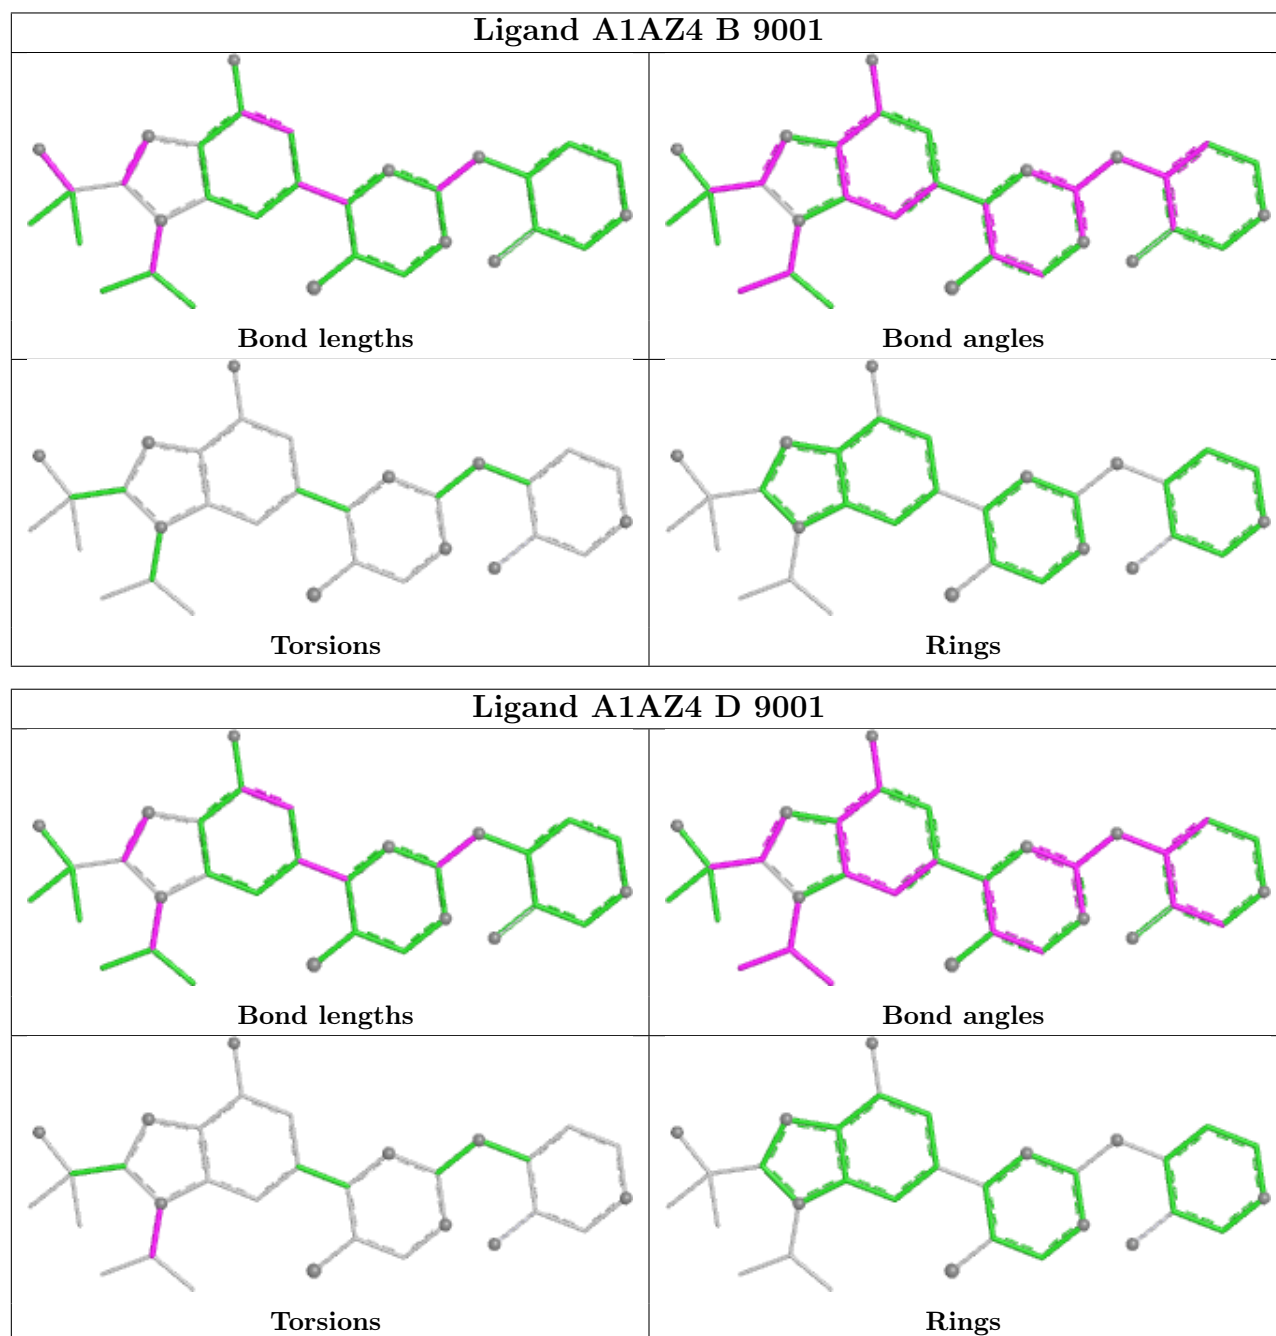 Ligand A1AZ4 B 9001
Bond lengths
Bond angles
Torsions
Rings
Ligand A1AZ4 D 9001
Bond lengths
Bond angles
Torsions
Rings